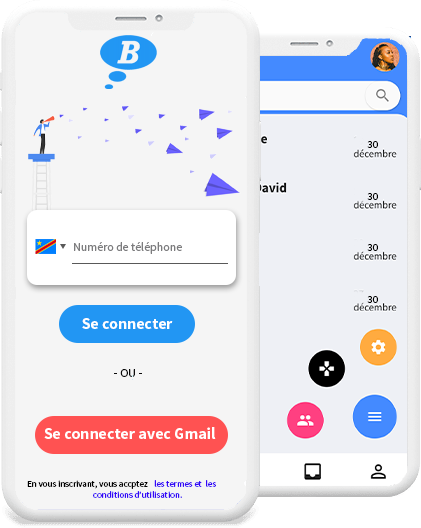 B
Numéro de téléphone
Se connecter
- OU -
Se connecter avec Gmail
En vous inscrivant, vous accptez les termes et les
conditions d'utilisation.
e
30
décembre
David
30
décembre
30
décembre
30
décembre